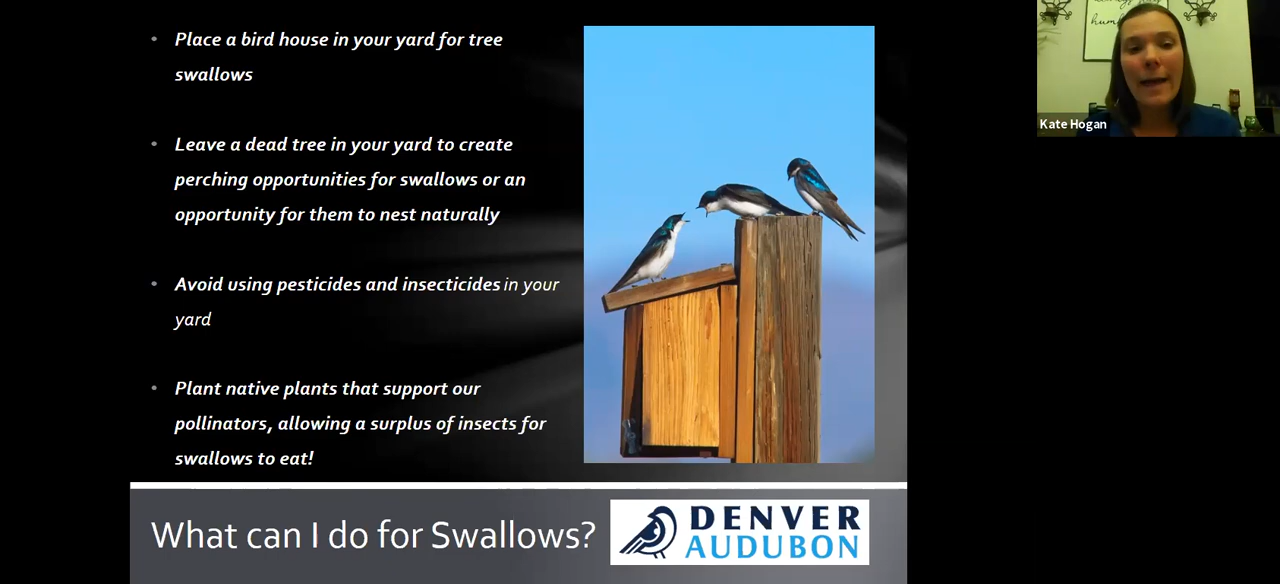 Place a bird house in your yard for tree
swallows
Leave a dead tree in your yard to create
perching opportunities for swallows or an
opportunity for them to nest naturally
Avoid using pesticides and insecticides in your
yard
Plant native plants that support our
pollinators, allowing a surplus of insects for
swallows to eat!
What can I do for Swallows?
DENVER
AUDUBON
Kate Hogan